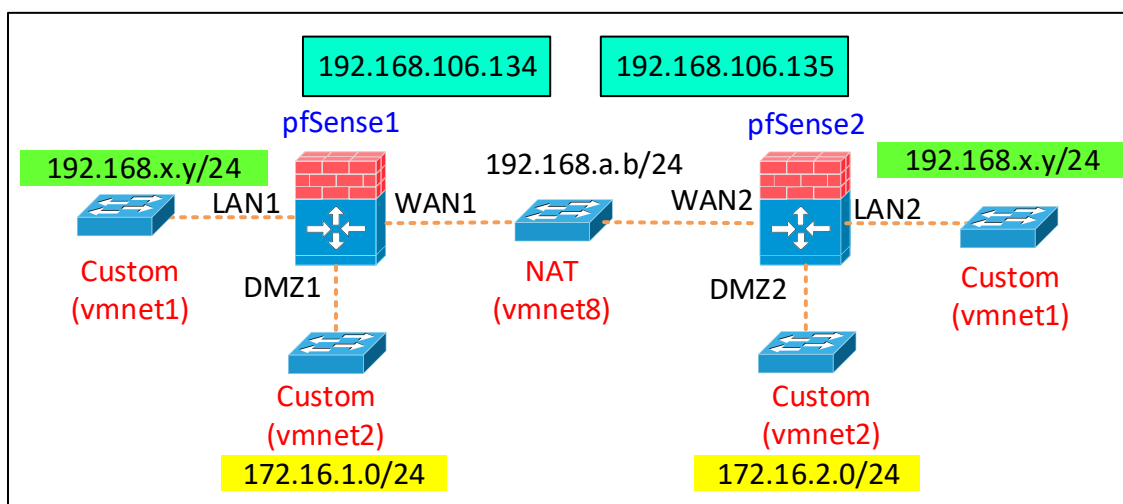 192.168.106.134
192.168.106.135
pfSense1
pfSense2
192.168.x.y/24
192.168.a.b/24
192.168.x.y/24
LAN1
WAN1
WAN2
LAN2
Custom
(vmnet1)
DMZ1
NAT
(vmnet8)
DMZ2
Custom
(vmnet1)
Custom
(vmnet2)
Custom
(vmnet2)
172.16.1.0/24
172.16.2.0/24